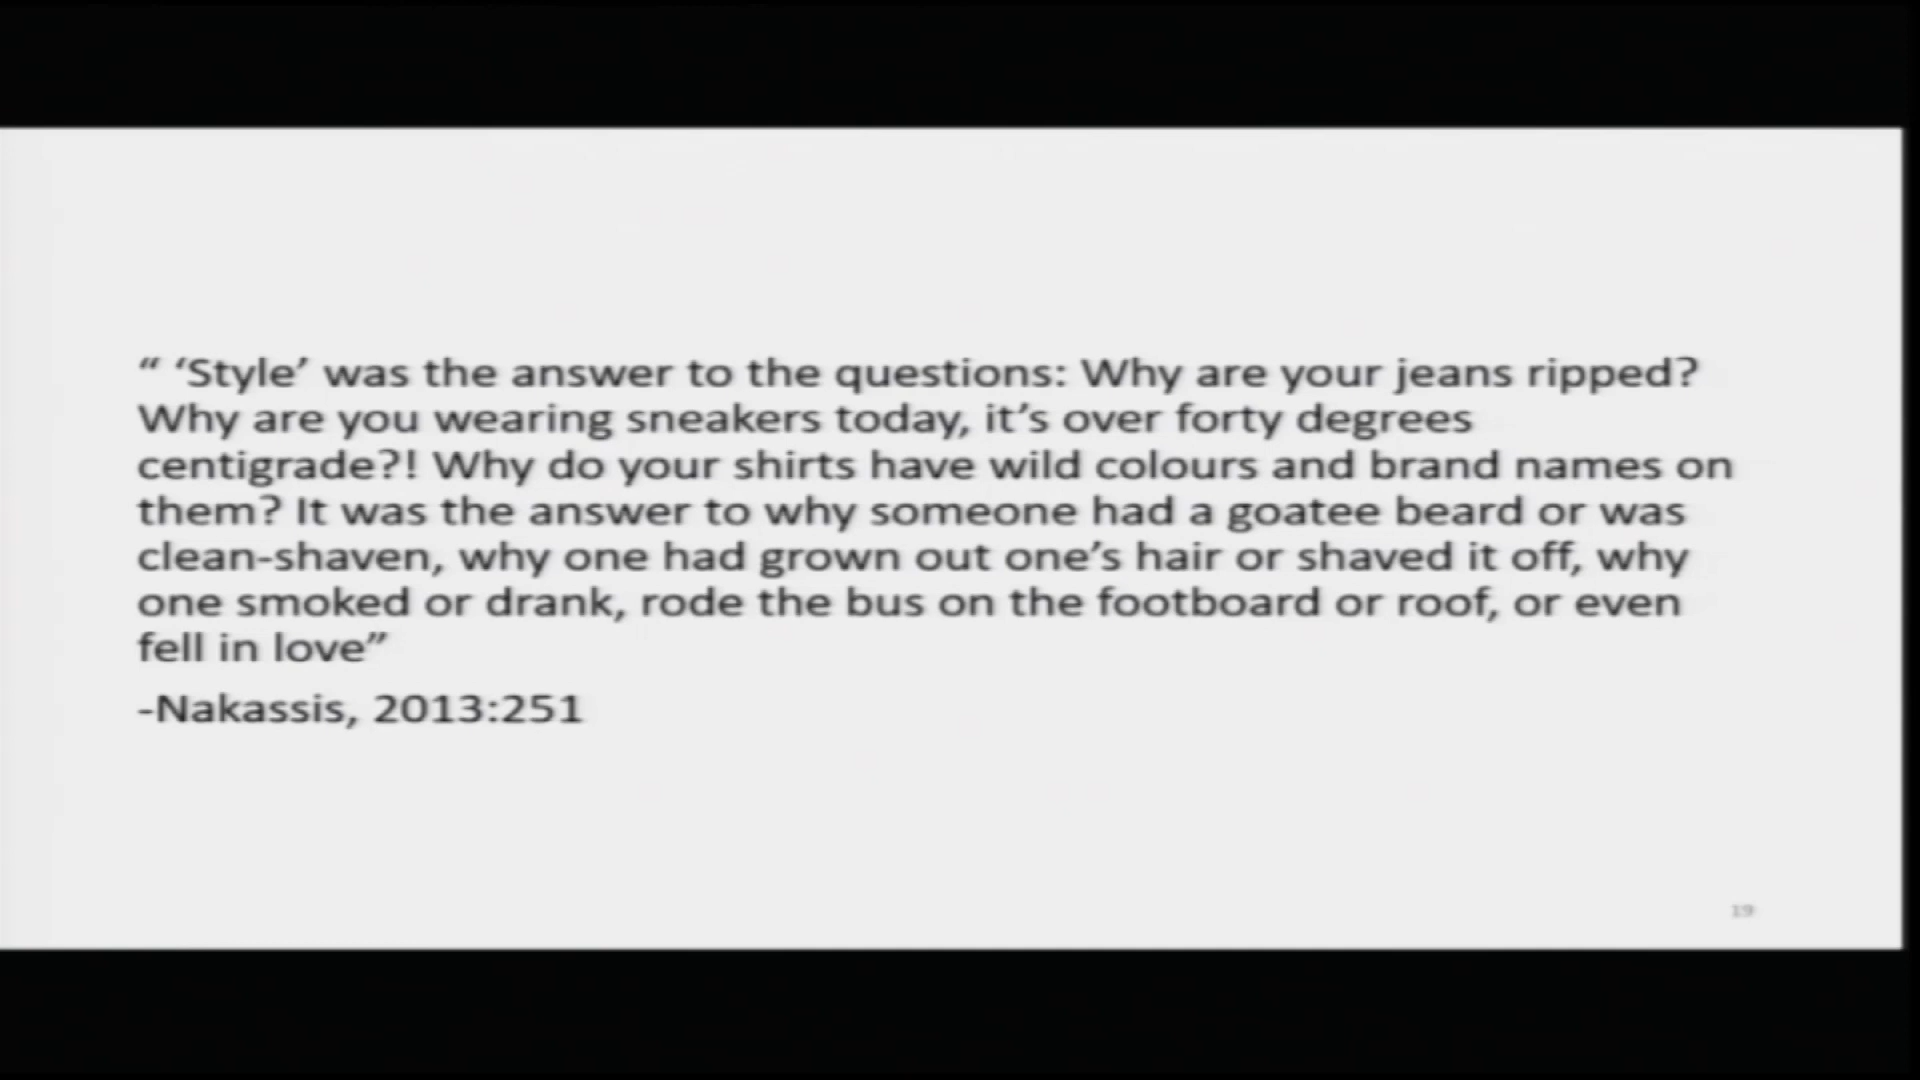 “ ‘Style’ was the answer to the questions: Why are your jeans ripped?
Why are you wearing sneakers today, it’s over forty degrees
centigrade?! Why do your shirts have wild colours and brand names on
them? It was the answer to why someone had a goatee beard or was
clean-shaven, why one had grown out one’s hair or shaved it off, why
one smoked or drank, rode the bus on the footboard or roof, or even
fell in love”
-Nakassis, 2013:251
19